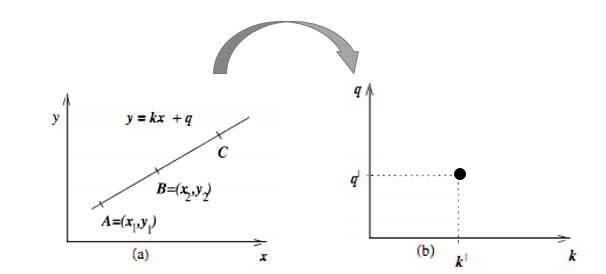 y
y = kx + q
C
B=(x₂,y₂)
A=(x₁,y₁)
(a)
x
q
q'
(b)
k'
k